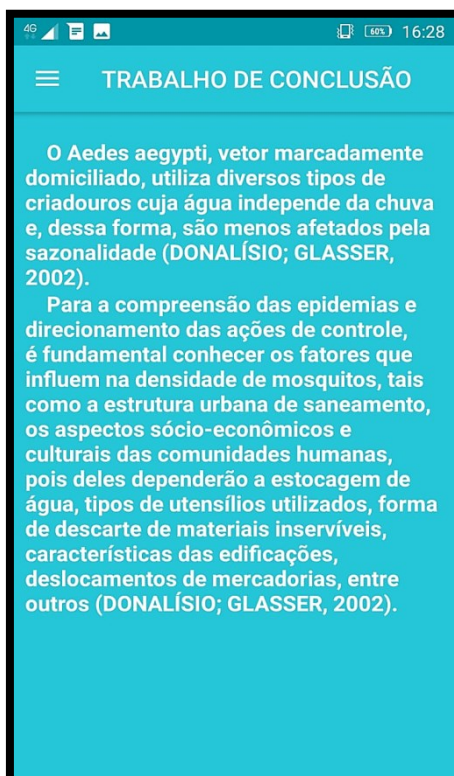 4G
60%
16:28
TRABALHO DE CONCLUSÃO
O Aedes aegypti, vetor marcadamente
domiciliado, utiliza diversos tipos de
criadouros cuja água independe da chuva
e, dessa forma, são menos afetados pela
sazonalidade (DONALÍSIO; GLASSER,
2002).
Para a compreensão das epidemias e
direcionamento das ações de controle,
é fundamental conhecer os fatores que
influem na densidade de mosquitos, tais
como a estrutura urbana de saneamento,
os aspectos sócio-econômicos e
culturais das comunidades humanas,
pois deles dependerão a estocagem de
água, tipos de utensílios utilizados, forma
de descarte de materiais inservíveis,
características das edificações,
deslocamentos de mercadorias, entre
outros (DONALÍSIO; GLASSER, 2002).